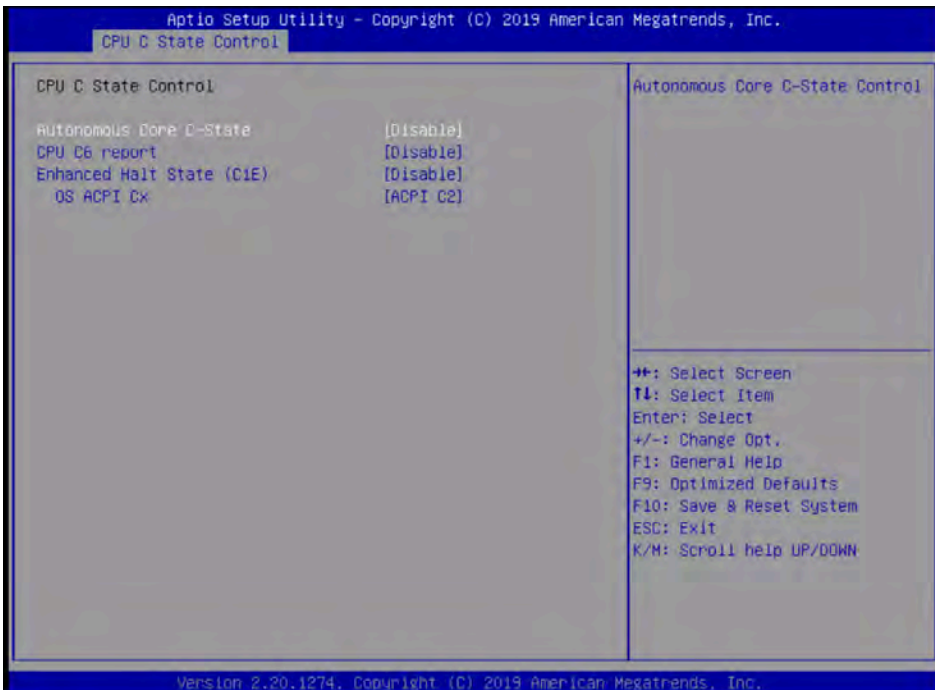 Aptio Setup Utility - Copyright (C) 2019 American Megatrends, Inc.
CPU C State Control
CPU C State Control
Autonomous Core C-State [Disable]
CPU C6 report [Disable]
Enhanced Halt State (C1E) [Disable]
OS ACPI Cx [ACPI C2]
Autonomous Core C-State Control
→←: Select Screen
↑↓: Select Item
Enter: Select
+/-: Change Opt.
F1: General Help
F9: Optimized Defaults
F10: Save & Reset System
ESC: Exit
K/M: Scroll help UP/DOWN
Version 2.20.1274. Copyright (C) 2019 American Megatrends, Inc.